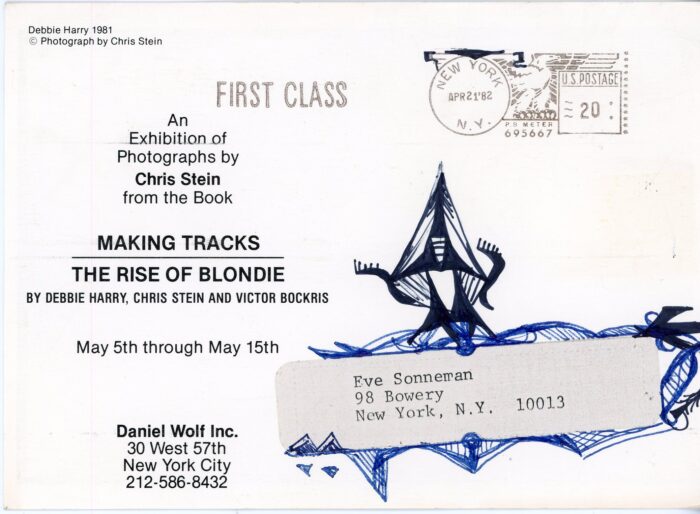 Debbie Harry 1981
© Photograph by Chris Stein
FIRST CLASS
NEW YORK
APR21'82
N.Y.
U.S. POSTAGE
20
P.B. METER
695667
An
Exhibition of
Photographs by
Chris Stein
from the Book
MAKING TRACKS
THE RISE OF BLONDIE
BY DEBBIE HARRY, CHRIS STEIN AND VICTOR BOCKRIS
May 5th through May 15th
Eve Sonneman
98 Bowery
New York, N.Y. 10013
Daniel Wolf Inc.
30 West 57th
New York City
212-586-8432